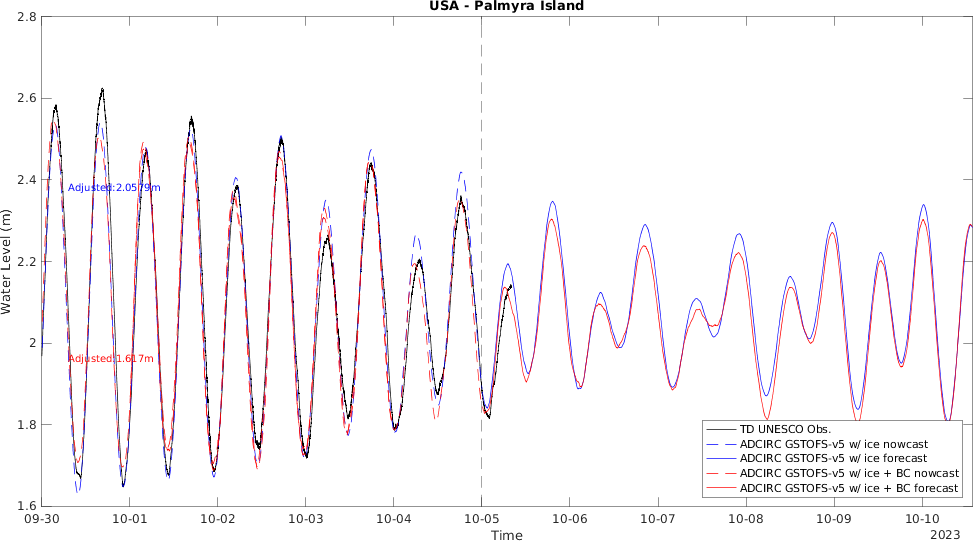 USA - Palmyra Island
2.8
2.6
2.4
2.2
2
1.8
1.6
Water Level (m)
Adjusted:2.0579m
Adjusted:1.617m
TD UNESCO Obs.
ADCIRC GSTOFS-v5 w/ ice nowcast
ADCIRC GSTOFS-v5 w/ ice forecast
ADCIRC GSTOFS-v5 w/ ice + BC nowcast
ADCIRC GSTOFS-v5 w/ ice + BC forecast
09-30 10-01 10-02 10-03 10-04 10-05 10-06 10-07 10-08 10-09 10-10
Time
2023